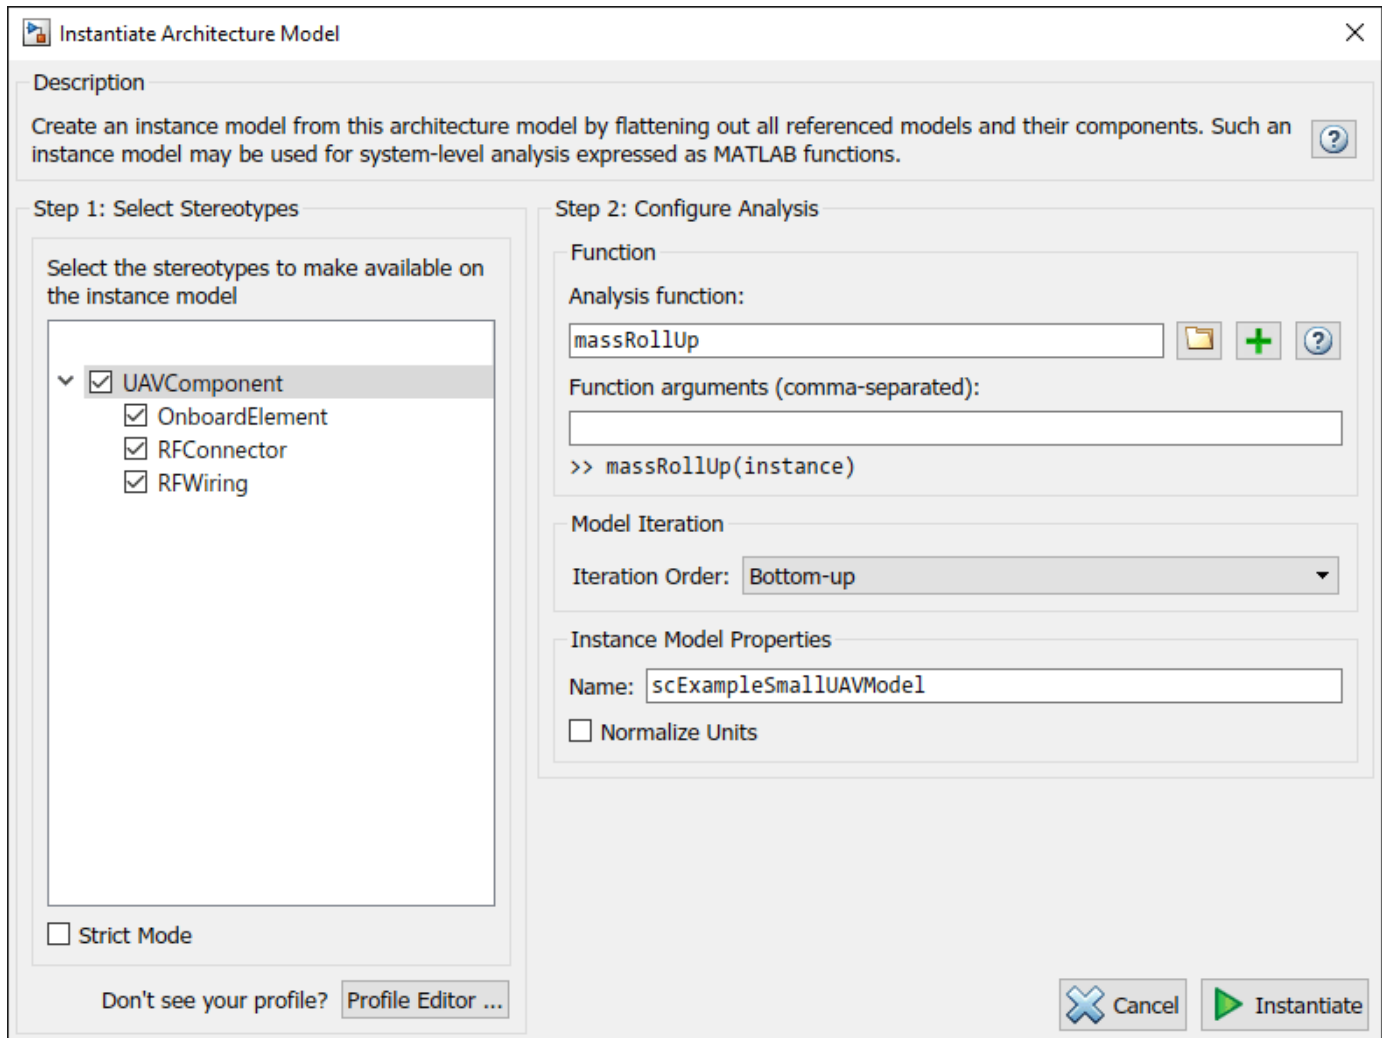 Instantiate Architecture Model
Description
Create an instance model from this architecture model by flattening out all referenced models and their components. Such an
instance model may be used for system-level analysis expressed as MATLAB functions.
Step 1: Select Stereotypes
Select the stereotypes to make available on
the instance model
UAVComponent
OnboardElement
RFConnector
RFWiring
Strict Mode
Don't see your profile? Profile Editor ...
Step 2: Configure Analysis
Function
Analysis function:
massRollUp
Function arguments (comma-separated):
>> massRollUp(instance)
Model Iteration
Iteration Order: Bottom-up
Instance Model Properties
Name: scExampleSmallUAVModel
Normalize Units
Cancel Instantiate